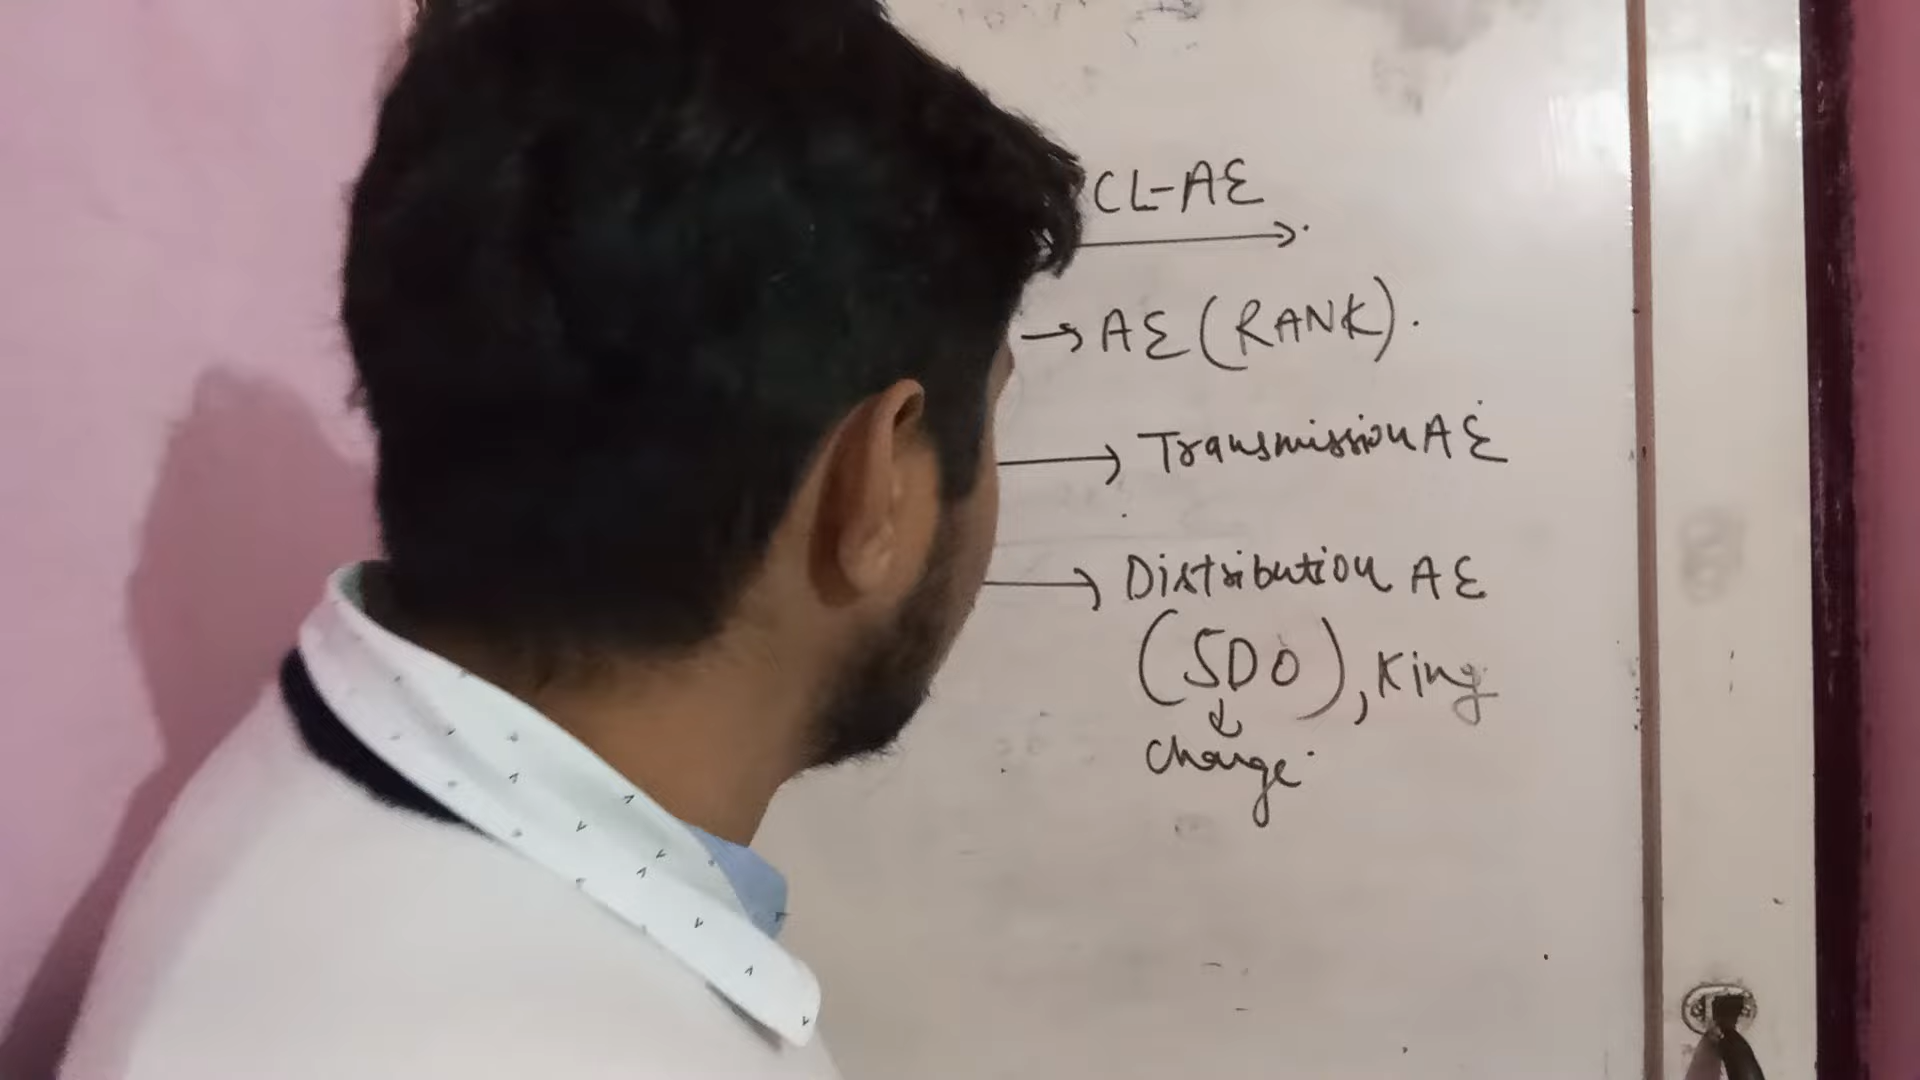 CL-AE
→ AE (RANK).
→ Transmission AE
→ Distribution AE
(SDO), King
↓
Charge.